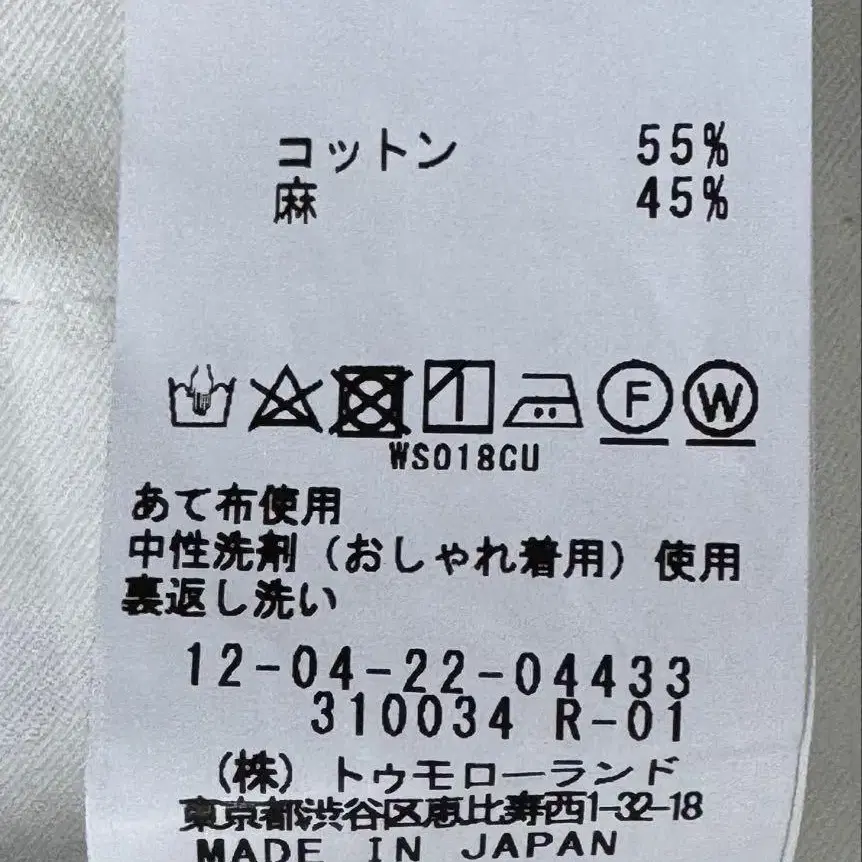 コットン 55%
麻 45%
F W
WS018CU
あて布使用
中性洗剤（おしゃれ着用）使用
裏返し洗い
12-04-22-04433
310034 R-01
（株）トゥモローランド
東京都渋谷区恵比寿西1-32-18
MADE IN JAPAN